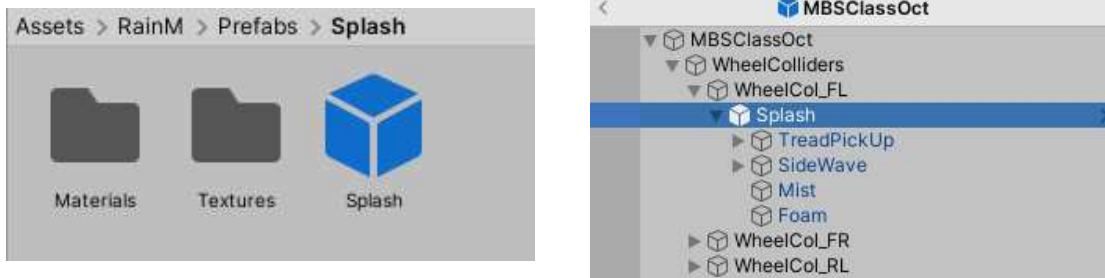 Assets > RainM > Prefabs > Splash
Materials
Textures
Splash
MBSClassOct
MBSClassOct
WheelColliders
WheelCol_FL
Splash
TreadPickUp
SideWave
Mist
Foam
WheelCol_FR
WheelCol_RL